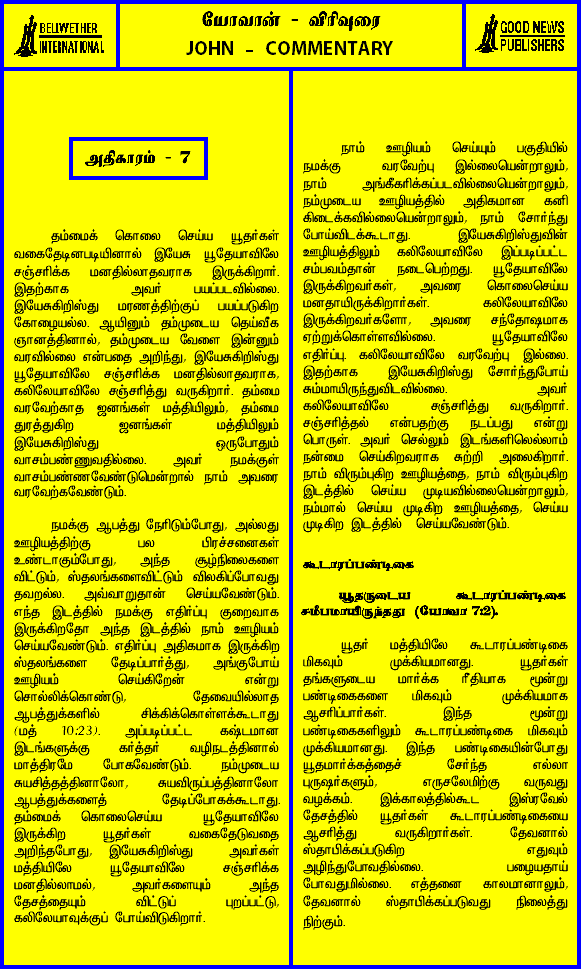 BELIWETHER
INTERNATIONAL
யோவான் - விரிவுரை
JOHN - COMMENTARY
GOOD NEWS
PUBLISHERS
அதிகாரம் - 7
தம்மைக் கொலை செய்ய யூதர்கள்
வகைதேடினபடியினால் இயேசு யூதேயாவிலே
சஞ்சரிக்க மனதில்லாதவராக இருக்கிறார்.
இதற்காக அவர் பயப்படவில்லை.
இயேசுகிறிஸ்து மரணத்திற்குப் பயப்படுகிற
கோழையல்ல. ஆயினும் தம்முடைய தெய்வீக
ஞானத்தினால், தம்முடைய வேளை இன்னும்
வரவில்லை என்பதை அறிந்து, இயேசுகிறிஸ்து
யூதேயாவிலே சஞ்சரிக்க மனதில்லாதவராக,
கலிலேயாவிலே சஞ்சரித்து வருகிறார். தம்மை
வரவேற்காத ஜனங்கள் மத்தியிலும், தம்மை
துரத்துகிற ஜனங்கள் மத்தியிலும்
இயேசுகிறிஸ்து ஒருபோதும்
வாசம்பண்ணுவதில்லை. அவர் நமக்குள்
வாசம்பண்ணவேண்டுமென்றால் நாம் அவரை
வரவேற்கவேண்டும்.
நமக்கு ஆபத்து நேரிடும்போது, அல்லது
ஊழியத்திற்கு பல பிரச்சனைகள்
உண்டாகும்போது, அந்த சூழ்நிலைகளை
விட்டும், ஸ்தலங்களைவிட்டும் விலகிப்போவது
தவறல்ல. அவ்வாறுதான் செய்யவேண்டும்.
எந்த இடத்தில் நமக்கு எதிர்ப்பு குறைவாக
இருக்கிறதோ அந்த இடத்தில் நாம் ஊழியம்
செய்யவேண்டும். எதிர்ப்பு அதிகமாக இருக்கிற
ஸ்தலங்களை தேடிப்பார்த்து, அங்குபோய்
ஊழியம் செய்கிறேன் என்று
சொல்லிக்கொண்டு, தேவையில்லாத
ஆபத்துக்களில் சிக்கிக்கொள்ளக்கூடாது
(மத் 10:23). அப்படிப்பட்ட கஷ்டமான
இடங்களுக்கு கர்த்தர் வழிநடத்தினால்
மாத்திரமே போகவேண்டும். நம்முடைய
சுயசித்தத்தினாலோ, சுயவிருப்பத்தினாலோ
ஆபத்துக்களைத் தேடிப்போகக்கூடாது.
தம்மைக் கொலைசெய்ய யூதேயாவிலே
இருக்கிற யூதர்கள் வகைதேடுவதை
அறிந்தபோது, இயேசுகிறிஸ்து அவர்கள்
மத்தியிலே யூதேயாவிலே சஞ்சரிக்க
மனதில்லாமல், அவர்களையும் அந்த
தேசத்தையும் விட்டுப் புறப்பட்டு,
கலிலேயாவுக்குப் போய்விடுகிறார்.
நாம் ஊழியம் செய்யும் பகுதியில்
நமக்கு வரவேற்பு இல்லையென்றாலும்,
நாம் அங்கீகரிக்கப்படவில்லையென்றாலும்,
நம்முடைய ஊழியத்தில் அதிகமான கனி
கிடைக்கவில்லையென்றாலும், நாம் சோர்ந்து
போய்விடக்கூடாது. இயேசுகிறிஸ்துவின்
ஊழியத்திலும் கலிலேயாவிலே இப்படிப்பட்ட
சம்பவம்தான் நடைபெற்றது. யூதேயாவிலே
இருக்கிறவர்கள், அவரை கொலைசெய்ய
மனதாயிருக்கிறார்கள். கலிலேயாவிலே
இருக்கிறவர்களோ, அவரை சந்தோஷமாக
ஏற்றுக்கொள்ளவில்லை. யூதேயாவிலே
எதிர்ப்பு. கலிலேயாவிலே வரவேற்பு இல்லை.
இதற்காக இயேசுகிறிஸ்து சோர்ந்துபோய்
சும்மாயிருந்துவிடவில்லை. அவர்
கலிலேயாவிலே சஞ்சரித்து வருகிறார்.
சஞ்சரித்தல் என்பதற்கு நடப்பது என்று
பொருள். அவர் செல்லும் இடங்களிலெல்லாம்
நன்மை செய்கிறவராக சுற்றி அலைகிறார்.
நாம் விரும்புகிற ஊழியத்தை, நாம் விரும்புகிற
இடத்தில் செய்ய முடியவில்லையென்றாலும்,
நம்மால் செய்ய முடிகிற ஊழியத்தை, செய்ய
முடிகிற இடத்தில் செய்யவேண்டும்.
கூடாரப்பண்டிகை
யூதருடைய கூடாரப்பண்டிகை
சமீபமாயிருந்தது (யோவா 7:2).
யூதர் மத்தியிலே கூடாரப்பண்டிகை
மிகவும் முக்கியமானது. யூதர்கள்
தங்களுடைய மார்க்க ரீதியாக மூன்று
பண்டிகைகளை மிகவும் முக்கியமாக
ஆசரிப்பார்கள். இந்த மூன்று
பண்டிகைகளிலும் கூடாரப்பண்டிகை மிகவும்
முக்கியமானது. இந்த பண்டிகையின்போது
யூதமார்க்கத்தைச் சேர்ந்த எல்லா
புருஷர்களும், எருசலேமிற்கு வருவது
வழக்கம். இக்காலத்தில்கூட இஸ்ரவேல்
தேசத்தில் யூதர்கள் கூடாரப்பண்டிகையை
ஆசரித்து வருகிறார்கள். தேவனால்
ஸ்தாபிக்கப்படுகிற எதுவும்
அழிந்துபோவதில்லை. பழையதாய்
போவதுமில்லை. எத்தனை காலமானாலும்,
தேவனால் ஸ்தாபிக்கப்படுவது நிலைத்து
நிற்கும்.